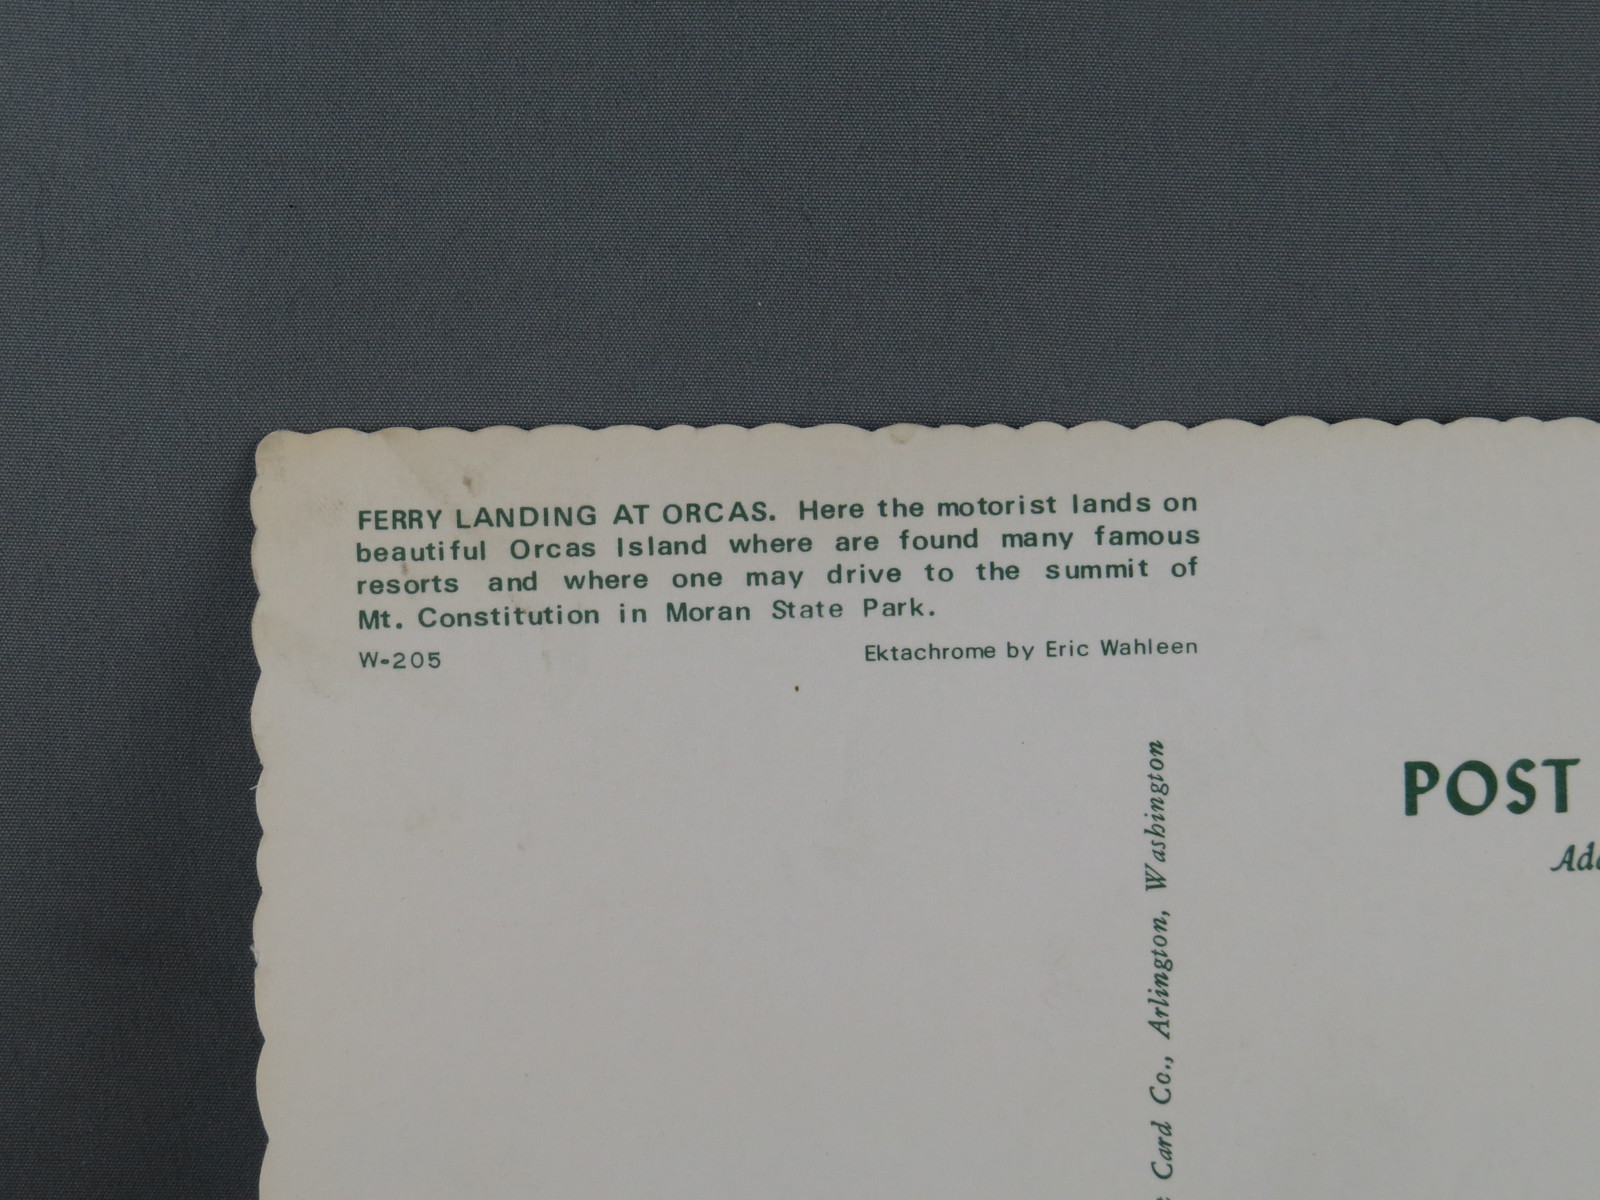 FERRY LANDING AT ORCAS. Here the motorist lands on
beautiful Orcas Island where are found many famous
resorts and where one may drive to the summit of
Mt. Constitution in Moran State Park.
W-205
Ektachrome by Eric Wahleen
Card Co., Arlington, Washington
POST